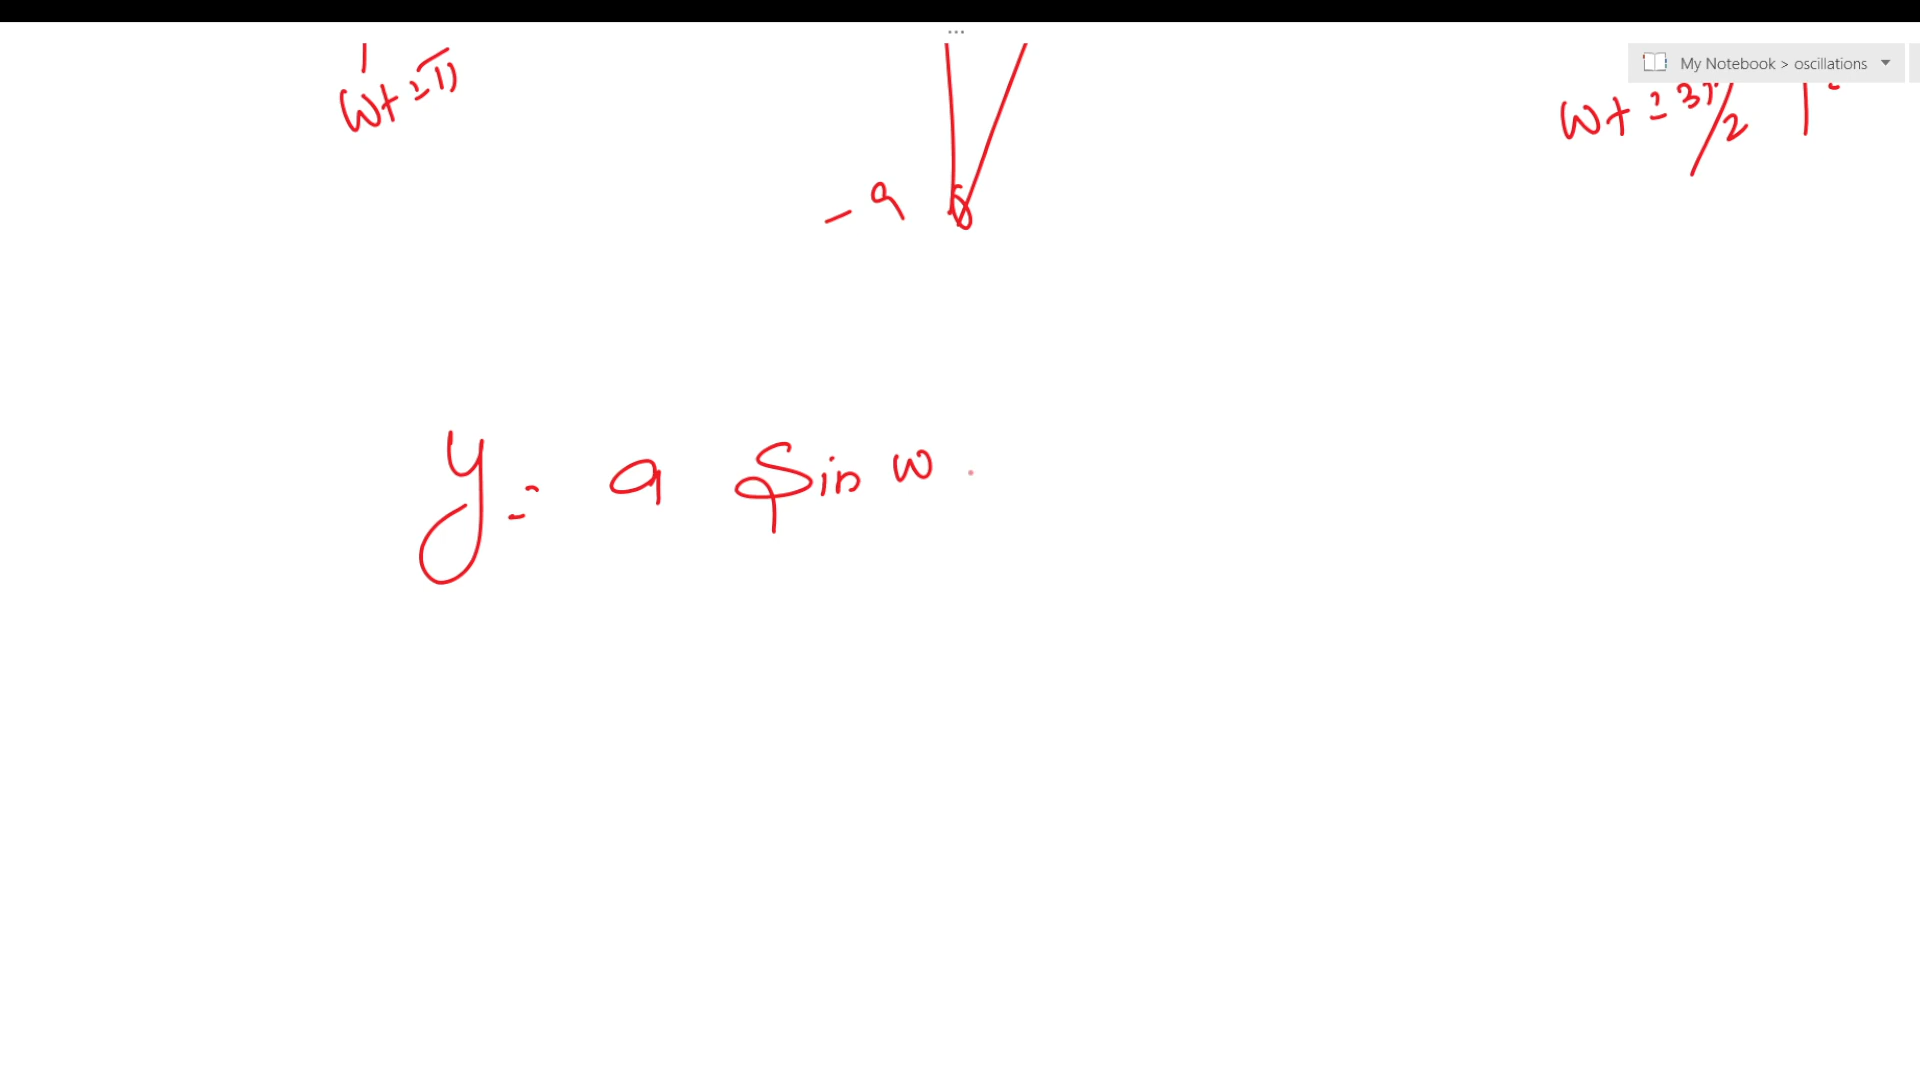 ...
My Notebook > oscillations
ωt = π
ωt = 3π/2
- a
y = a Sin ω